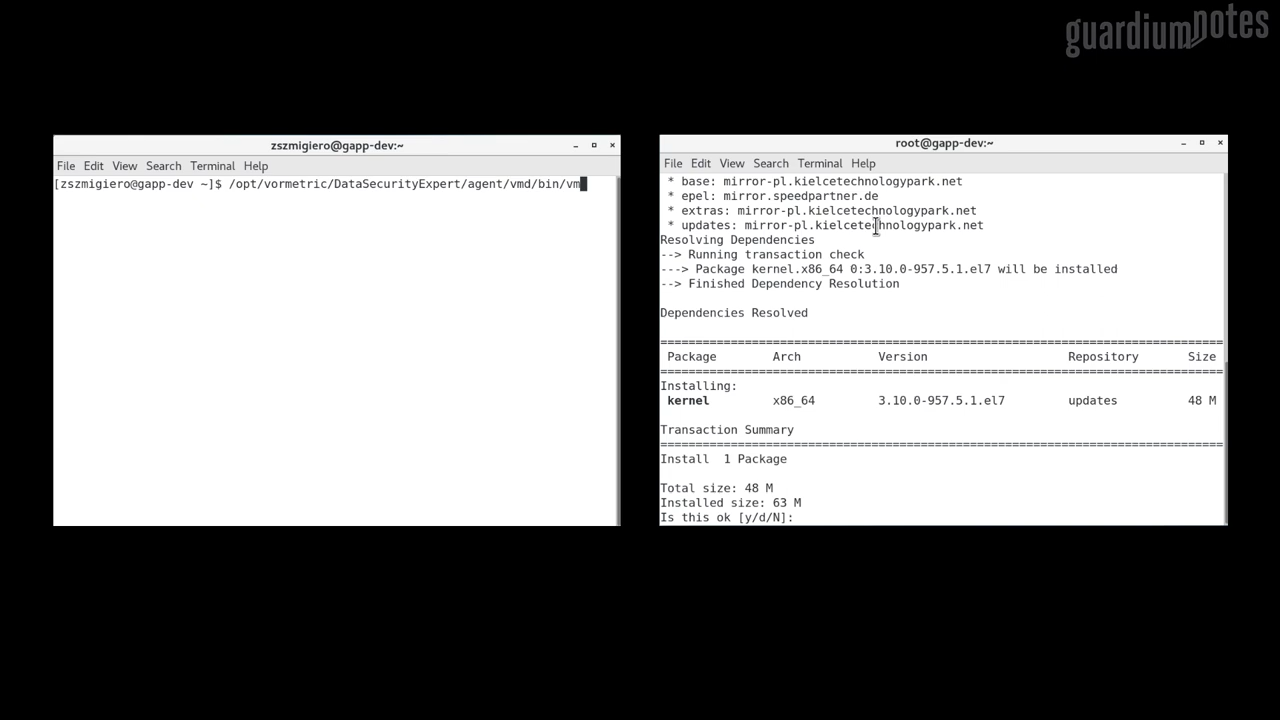 guardiumnotes
zszmigiero@gapp-dev:~
File Edit View Search Terminal Help
[zszmigiero@gapp-dev ~]$ /opt/vormetric/DataSecurityExpert/agent/vmd/bin/vm
root@gapp-dev:~
File Edit View Search Terminal Help
* base: mirror-pl.kielcetechnologypark.net
* epel: mirror.speedpartner.de
* extras: mirror-pl.kielcetechnologypark.net
* updates: mirror-pl.kielcetechnologypark.net
Resolving Dependencies
--> Running transaction check
---> Package kernel.x86_64 0:3.10.0-957.5.1.el7 will be installed
--> Finished Dependency Resolution
Dependencies Resolved
================================================================================
Package Arch Version Repository Size
================================================================================
Installing:
kernel x86_64 3.10.0-957.5.1.el7 updates 48 M
Transaction Summary
================================================================================
Install 1 Package
Total size: 48 M
Installed size: 63 M
Is this ok [y/d/N]: